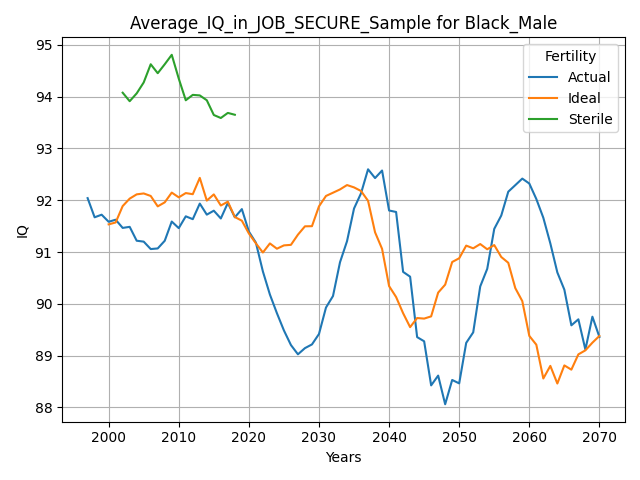 Average_IQ_in_JOB_SECURE_Sample for Black_Male
95
94
93
92
91
90
89
88
IQ
Fertility
Actual
Ideal
Sterile
2000 2010 2020 2030 2040 2050 2060 2070
Years